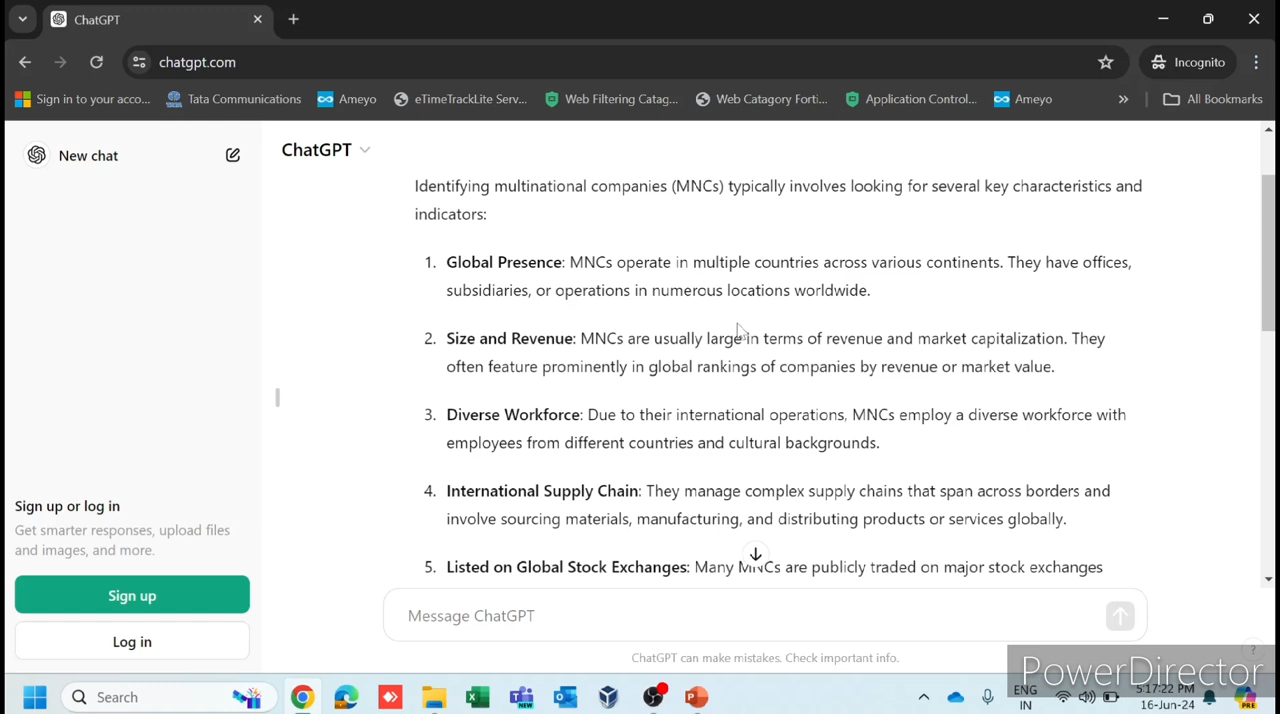 ChatGPT
chatgpt.com
Incognito
Sign in to your acco...
Tata Communications
Ameyo
eTimeTrackLite Serv...
Web Filtering Catag...
Web Catagory Forti...
Application Control...
Ameyo
All Bookmarks
New chat
ChatGPT
Identifying multinational companies (MNCs) typically involves looking for several key characteristics and
indicators:
1. Global Presence: MNCs operate in multiple countries across various continents. They have offices,
subsidiaries, or operations in numerous locations worldwide.
2. Size and Revenue: MNCs are usually large in terms of revenue and market capitalization. They
often feature prominently in global rankings of companies by revenue or market value.
3. Diverse Workforce: Due to their international operations, MNCs employ a diverse workforce with
employees from different countries and cultural backgrounds.
4. International Supply Chain: They manage complex supply chains that span across borders and
involve sourcing materials, manufacturing, and distributing products or services globally.
5. Listed on Global Stock Exchanges: Many MNCs are publicly traded on major stock exchanges
Sign up or log in
Get smarter responses, upload files
and images, and more.
Sign up
Log in
Message ChatGPT
ChatGPT can make mistakes. Check important info.
?
PowerDirector
Search
NEW
ENG
IN
5:17:22 PM
16-Jun-24
PRE